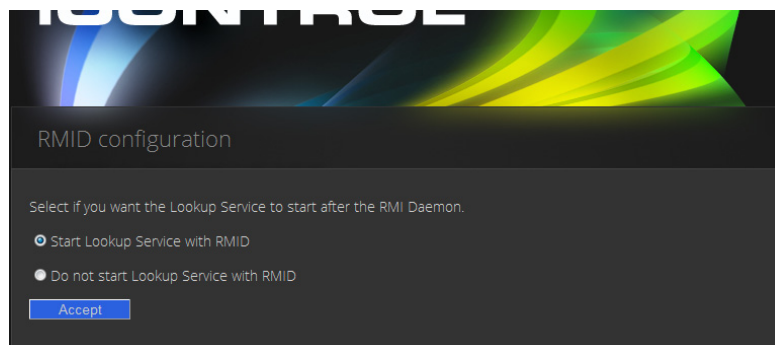 ICONTROL
RMID configuration
Select if you want the Lookup Service to start after the RMI Daemon.
Start Lookup Service with RMID
Do not start Lookup Service with RMID
Accept